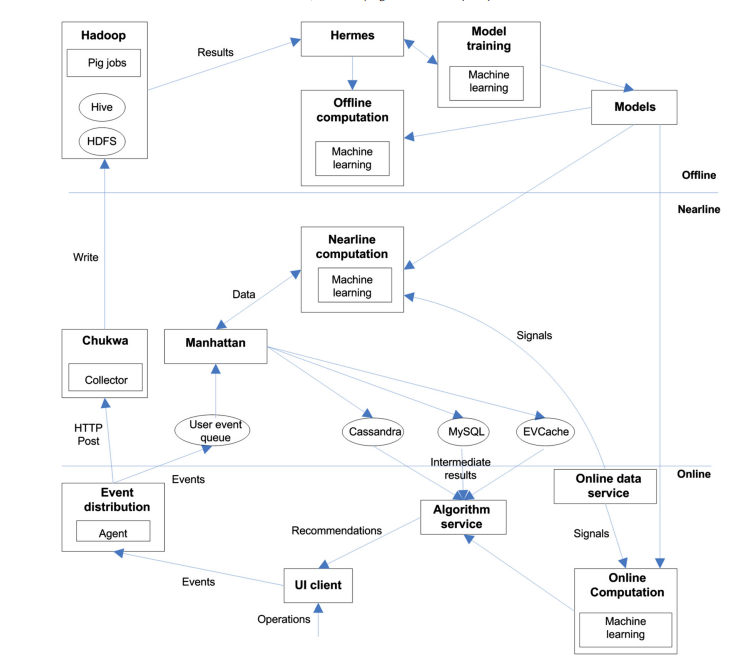 Hadoop
Pig jobs
Hive
HDFS
Results
Hermes
Model
training
Machine
learning
Offline
computation
Machine
learning
Models
Offline
Nearline
Write
Nearline
computation
Machine
learning
Data
Signals
Chukwa
Collector
Manhattan
HTTP
Post
User event
queue
Cassandra
MySQL
EVCache
Intermediate
results
Online
Events
Event
distribution
Agent
Online data
service
Algorithm
service
Recommendations
Signals
Events
UI client
Operations
Online
Computation
Machine
learning